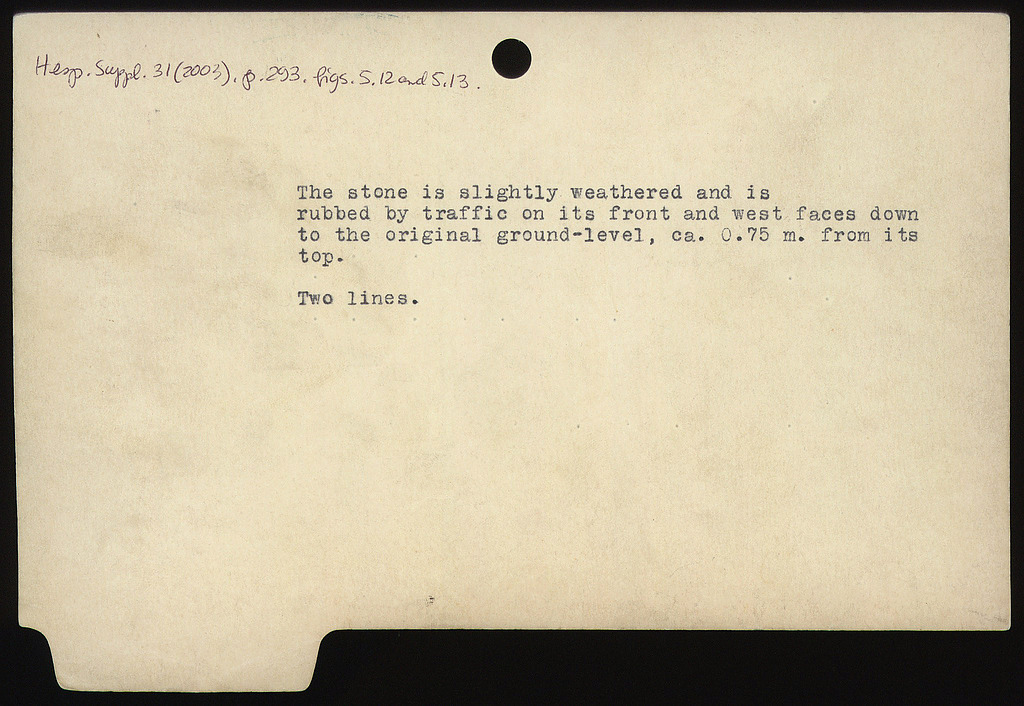 Hesp. Suppl. 31 (2003), p. 293, figs. 5.12 and 5.13.
The stone is slightly weathered and is
rubbed by traffic on its front and west faces down
to the original ground-level, ca. 0.75 m. from its
top.
Two lines.